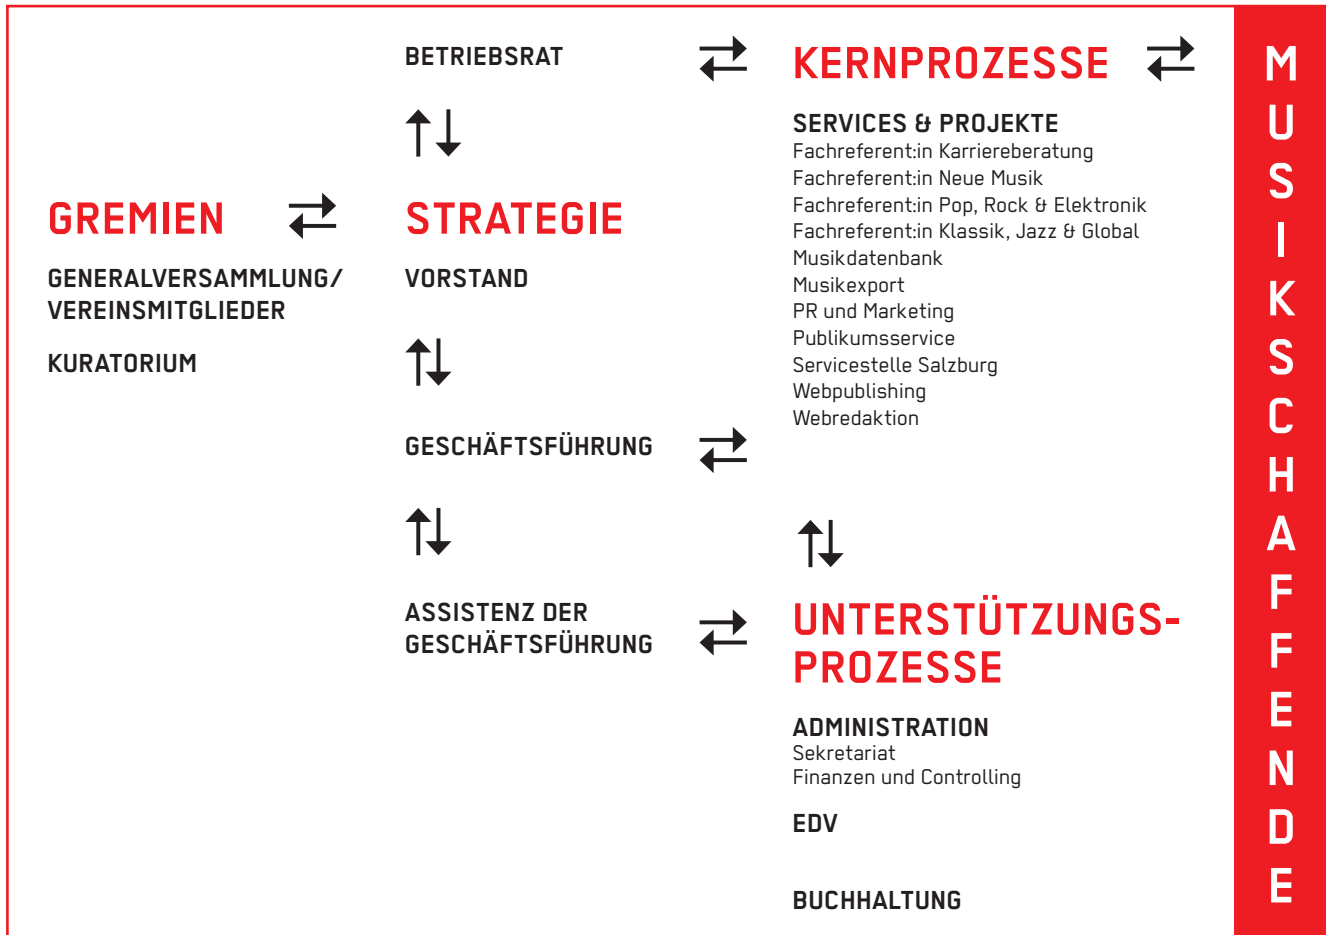 BETRIEBSRAT
GREMIEN
GENERALVERSAMMLUNG/
VEREINSMITGLIEDER
KURATORIUM
STRATEGIE
VORSTAND
GESCHÄFTSFÜHRUNG
ASSISTENZ DER
GESCHÄFTSFÜHRUNG
KERNPROZESSE
SERVICES & PROJEKTE
Fachreferent:in Karriereberatung
Fachreferent:in Neue Musik
Fachreferent:in Pop, Rock & Elektronik
Fachreferent:in Klassik, Jazz & Global
Musikdatenbank
Musikexport
PR und Marketing
Publikumsservice
Servicestelle Salzburg
Webpublishing
Webredaktion
UNTERSTÜTZUNGS-
PROZESSE
ADMINISTRATION
Sekretariat
Finanzen und Controlling
EDV
BUCHHALTUNG
MUSIKSCHAFFENDE